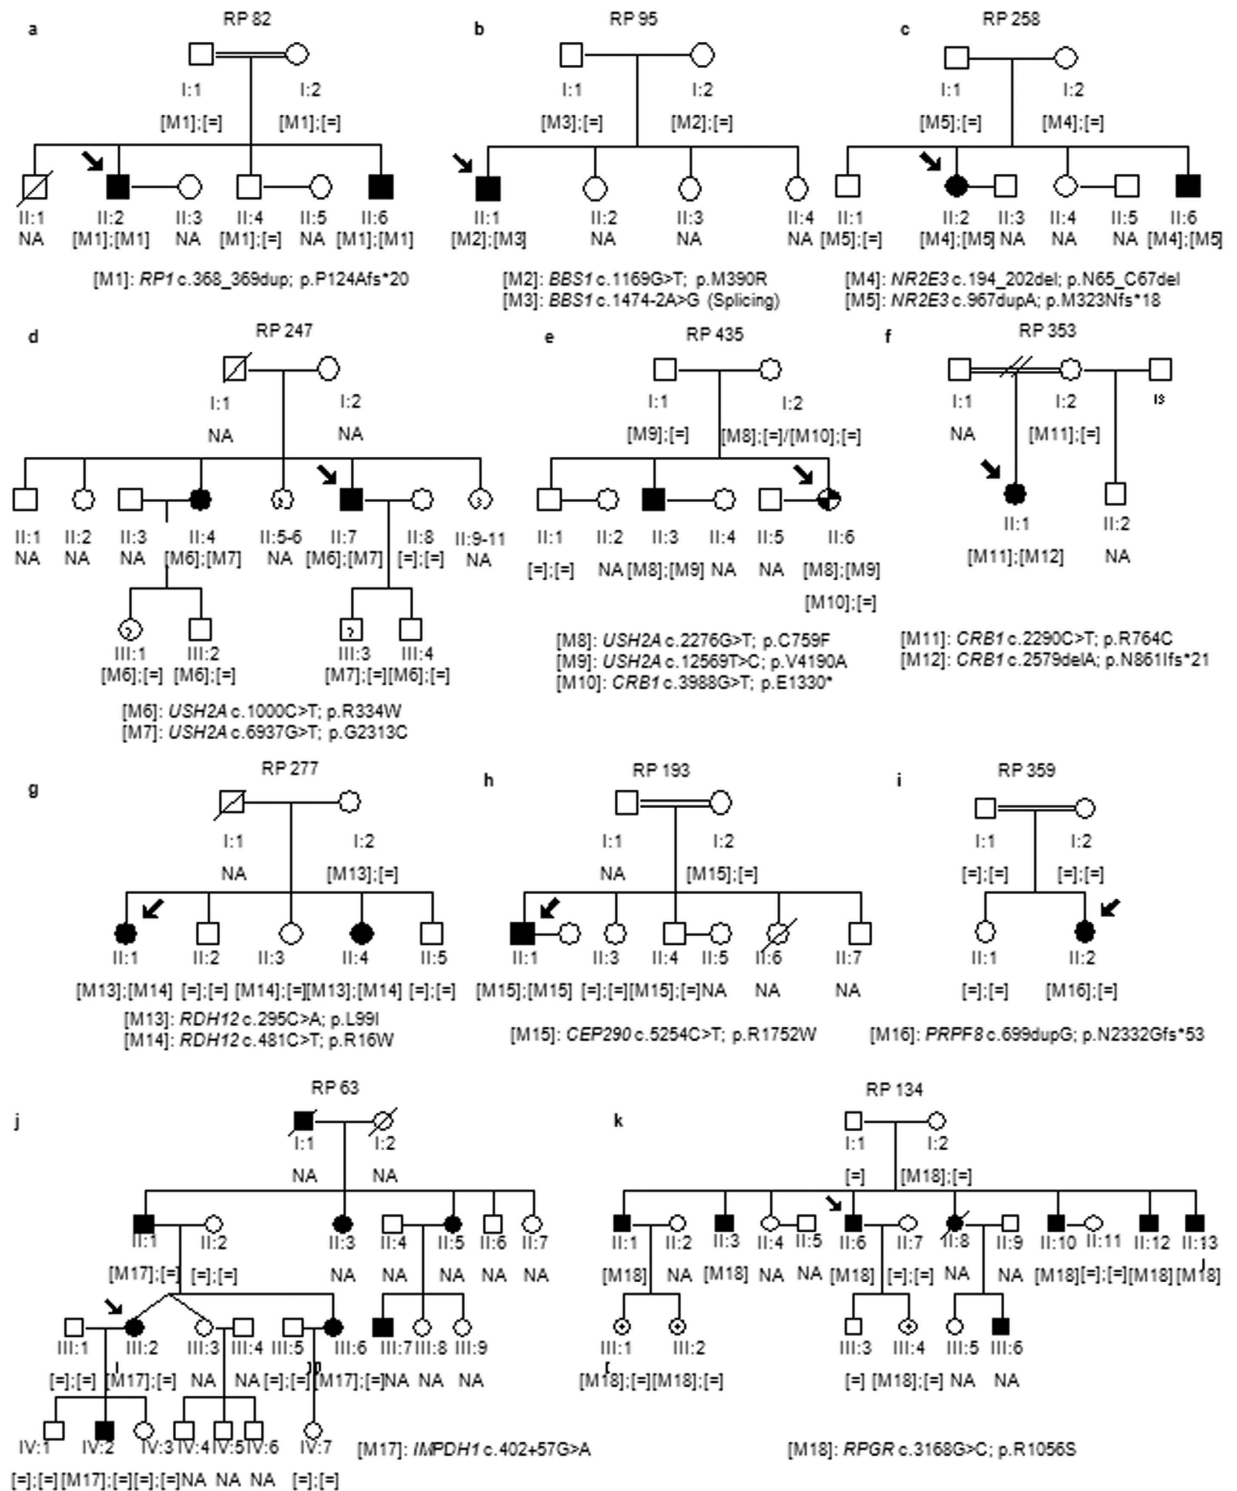 a RP 82
I:1 I:2
[M1];[=] [M1];[=]
II:1 II:2 II:3 II:4 II:5 II:6
NA [M1];[M1] NA [M1];[=] NA [M1];[M1]
[M1]: RP1 c.368_369dup; p.P124Afs*20
b RP 95
I:1 I:2
[M3];[=] [M2];[=]
II:1 II:2 II:3 II:4
[M2];[M3] NA NA NA
[M2]: BBS1 c.1169G>T; p.M390R
[M3]: BBS1 c.1474-2A>G (Splicing)
c RP 258
I:1 I:2
[M5];[=] [M4];[=]
II:1 II:2 II:3 II:4 II:5 II:6
[M5];[=] [M4];[M5] NA NA NA [M4];[M5]
[M4]: NR2E3 c.194_202del; p.N65_C67del
[M5]: NR2E3 c.967dupA; p.M323Nfs*18
d RP 247
I:1 I:2
NA NA
II:1 II:2 II:3 II:4 II:5-6 II:7 II:8 II:9-11
NA NA NA [M6];[M7] NA [M6];[M7] [=];[=] NA
III:1 III:2 III:3 III:4
[M6];[=] [M6];[=] [M7];[=] [M6];[=]
[M6]: USH2A c.1000C>T; p.R334W
[M7]: USH2A c.6937G>T; p.G2313C
e RP 435
I:1 I:2
[M9];[=] [M8];[=]/[M10];[=]
II:1 II:2 II:3 II:4 II:5 II:6
[=];[=] NA [M8];[M9] NA NA [M8];[M9]
[M10];[=]
[M8]: USH2A c.2276G>T; p.C759F
[M9]: USH2A c.12569T>C; p.V4190A
[M10]: CRB1 c.3988G>T; p.E1330*
f RP 353
I:1 I:2 I3
NA [M11];[=]
II:1 II:2
[M11];[M12] NA
[M11]: CRB1 c.2290C>T; p.R764C
[M12]: CRB1 c.2579delA; p.N861Ifs*21
g RP 277
I:1 I:2
NA [M13];[=]
II:1 II:2 II:3 II:4 II:5
[M13];[M14] [=];[=] [M14];[=] [M13];[M14] [=];[=]
[M13]: RDH12 c.295C>A; p.L99I
[M14]: RDH12 c.481C>T; p.R16W
h RP 193
I:1 I:2
NA [M15];[=]
II:1 II:3 II:4 II:5 II:6 II:7
[M15];[M15] [=];[=] [M15];[=] NA NA NA
[M15]: CEP290 c.5254C>T; p.R1752W
i RP 359
I:1 I:2
[=];[=] [=];[=]
II:1 II:2
[=];[=] [M16];[=]
[M16]: PRPF8 c.699dupG; p.N2332Gfs*53
j RP 63
I:1 I:2
NA NA
II:1 II:2 II:3 II:4 II:5 II:6 II:7
[M17];[=] [=];[=] NA NA NA NA NA
III:1 III:2 III:3 III:4 III:5 III:6 III:7 III:8 III:9
[=];[=] [M17];[=] NA NA [=];[=] [M17];[=] NA NA NA
IV:1 IV:2 IV:3 IV:4 IV:5 IV:6 IV:7
[=];[=] [M17];[=] [=];[=] NA NA NA [=];[=]
[M17]: IMPDH1 c.402+57G>A
k RP 134
I:1 I:2
[=] [M18];[=]
II:1 II:2 II:3 II:4 II:5 II:6 II:7 II:8 II:9 II:10 II:11 II:12 II:13
[M18] NA [M18] NA NA [M18] [=];[=] NA NA [M18] [=];[=] [M18] [M18]
III:1 III:2 III:3 III:4 III:5 III:6
[M18];[=] [M18];[=] [=] [M18];[=] NA NA
[M18]: RPGR c.3168G>C; p.R1056S